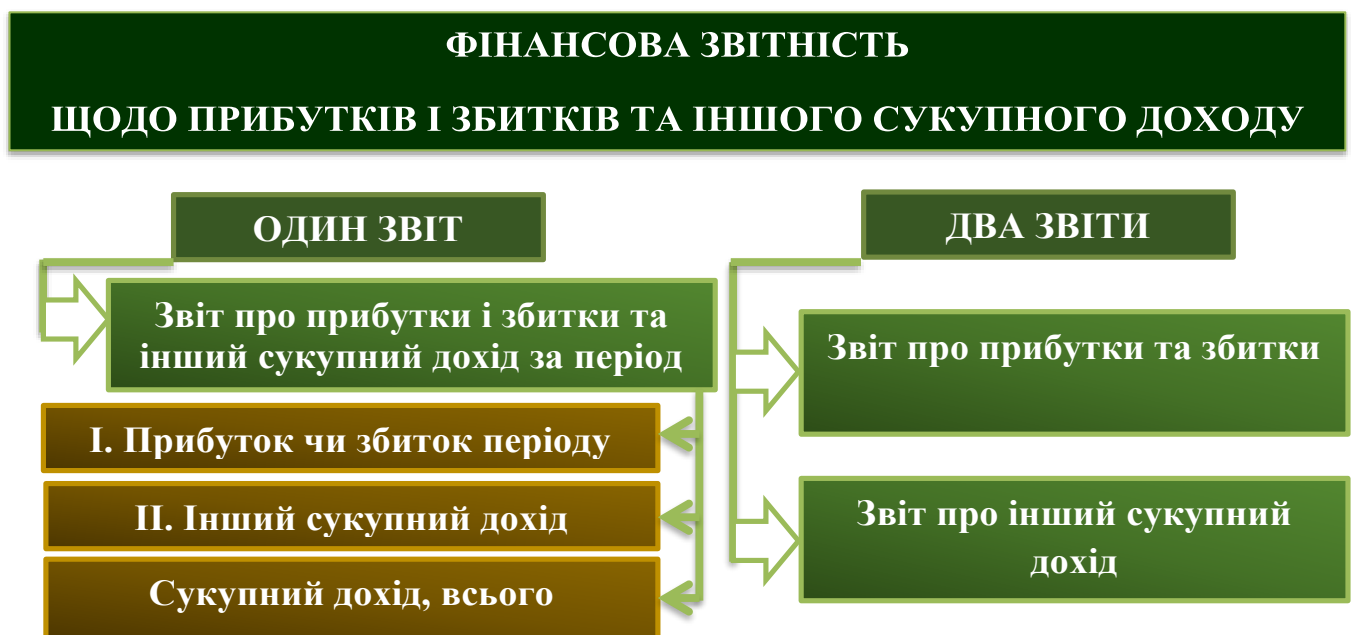 ФІНАНСОВА ЗВІТНІСТЬ
ЩОДО ПРИБУТКІВ І ЗБИТКІВ ТА ІНШОГО СУКУПНОГО ДОХОДУ
ОДИН ЗВІТ
Звіт про прибутки і збитки та
інший сукупний дохід за період
І. Прибуток чи збиток періоду
ІІ. Інший сукупний дохід
Сукупний дохід, всього
ДВА ЗВІТИ
Звіт про прибутки та збитки
Звіт про інший сукупний
дохід